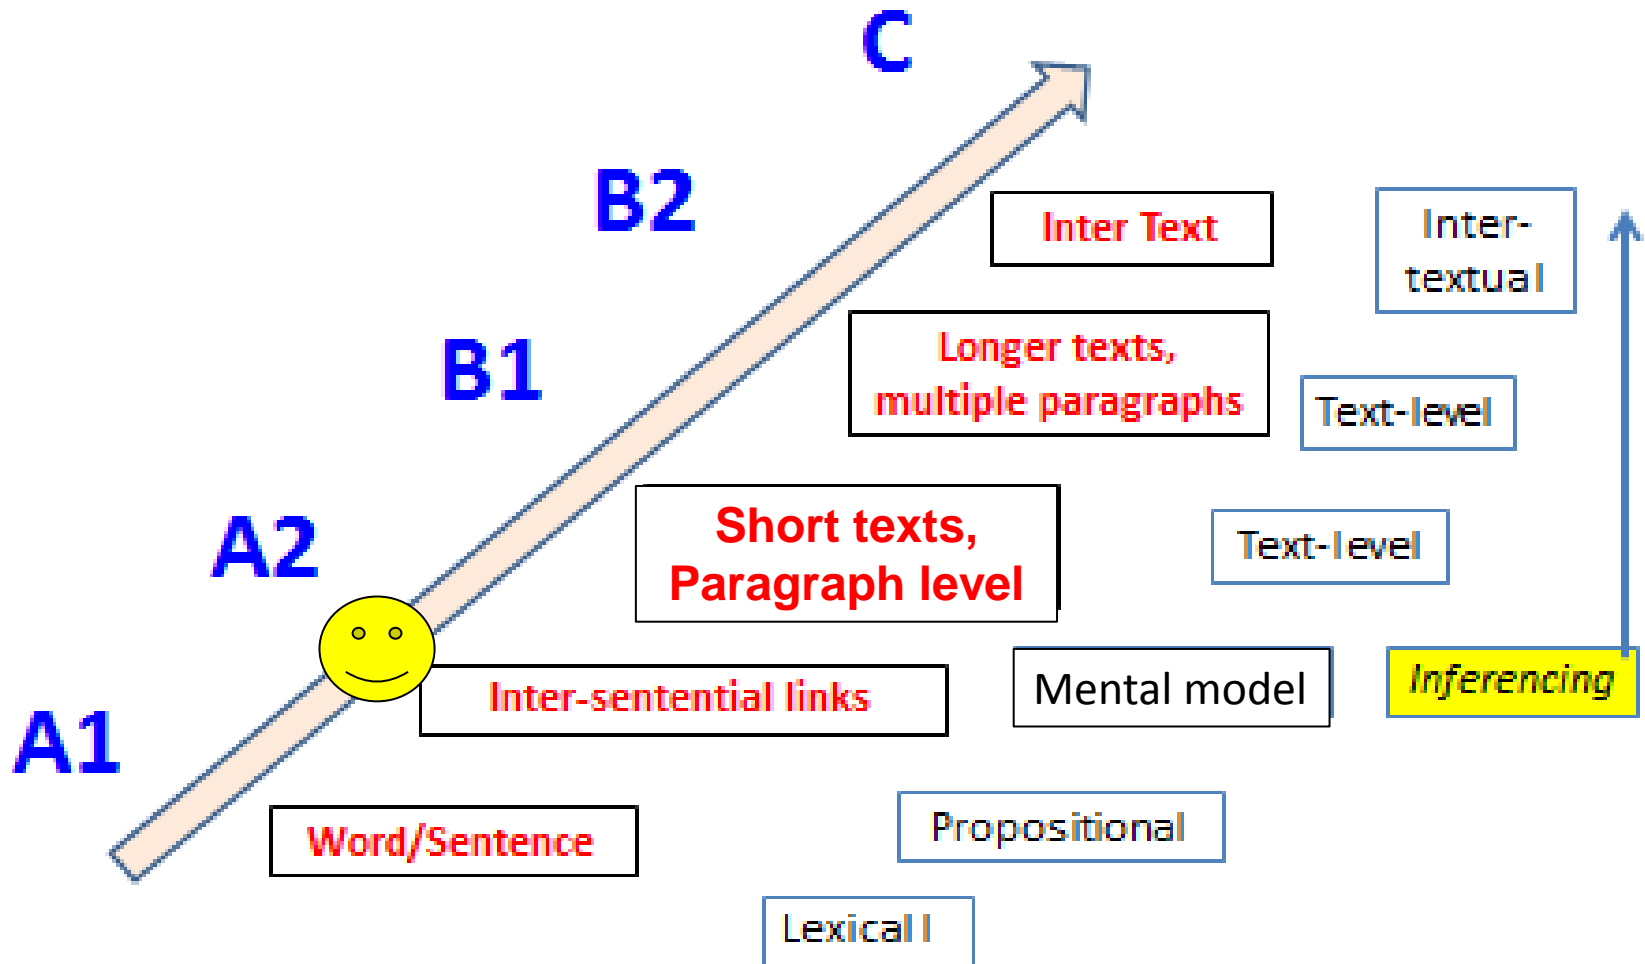 C
B2
Inter Text
Inter-
textual
B1
Longer texts,
multiple paragraphs
Text-level
A2
Short texts,
Paragraph level
Text-level
A1
Inter-sentential links
Mental model
Inferencing
Word/Sentence
Propositional
Lexical l